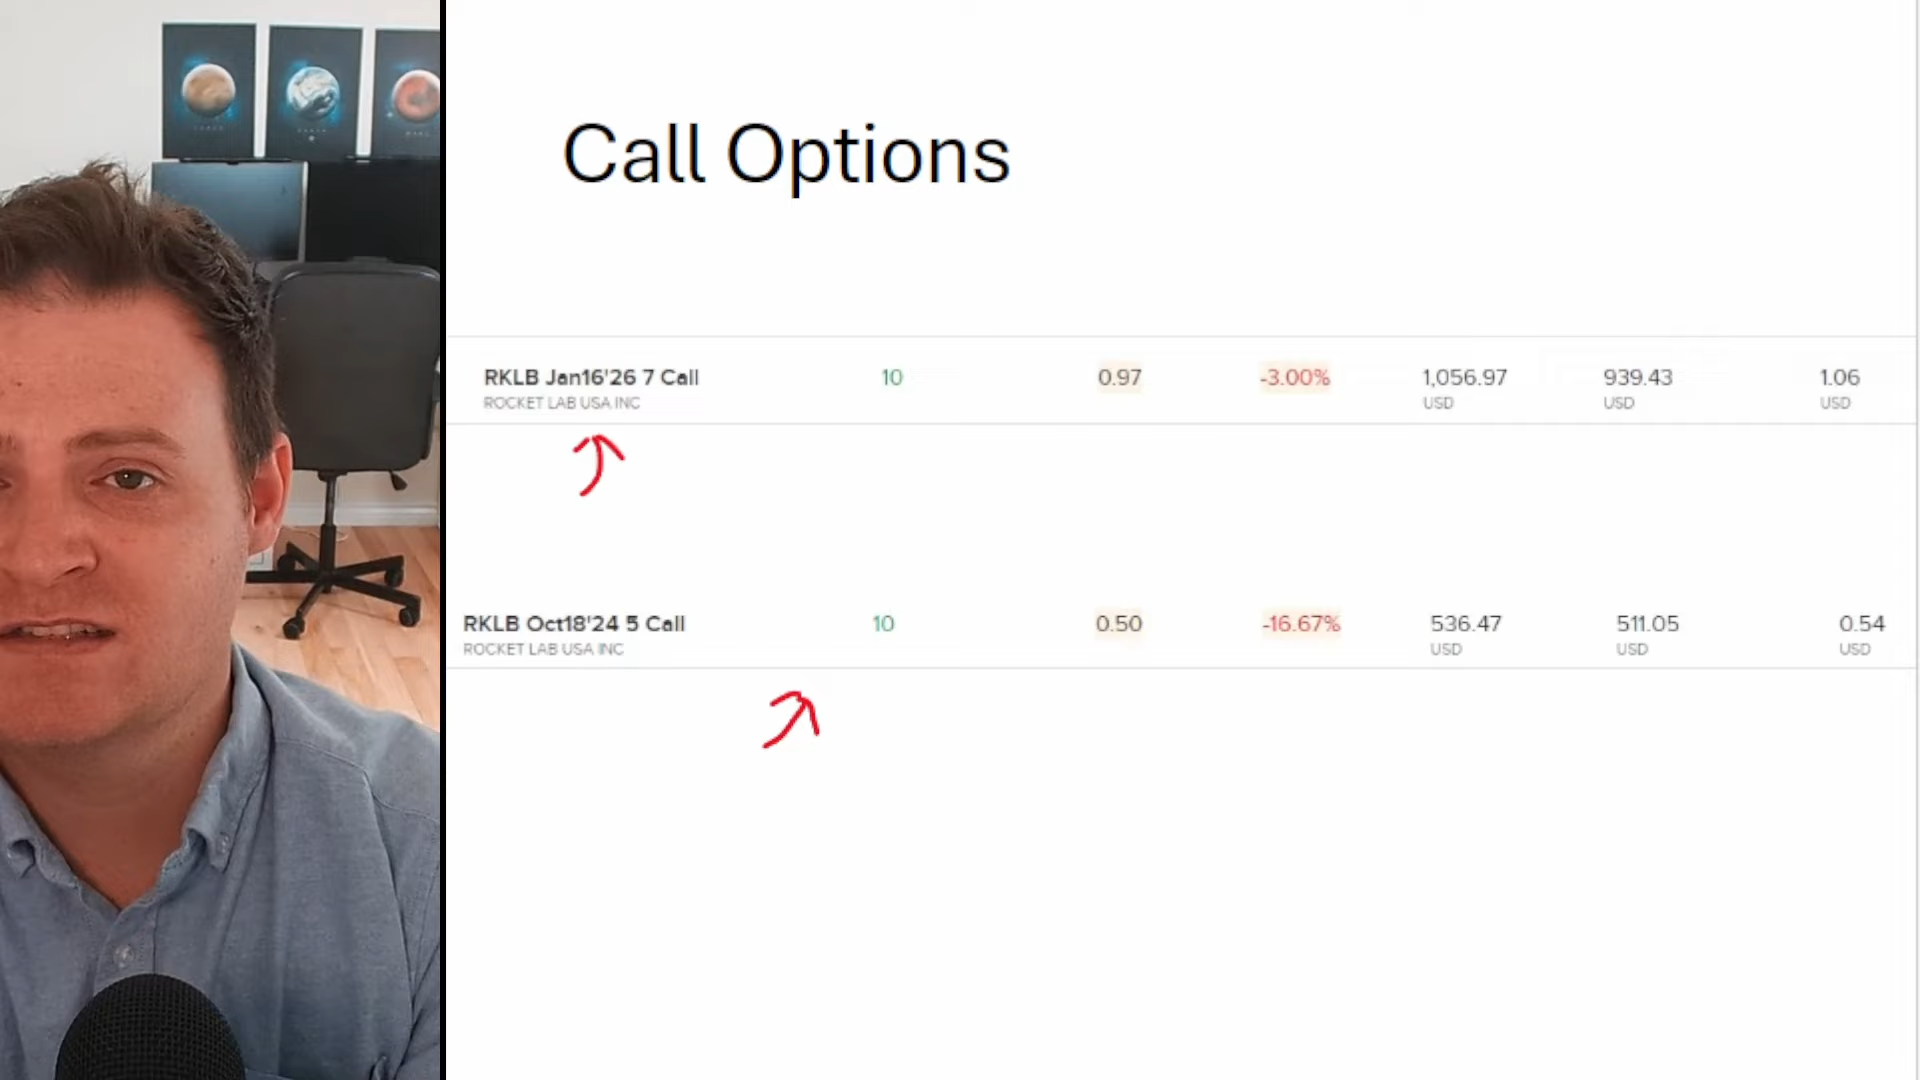 Call Options
RKLB Jan16'26 7 Call 10 0.97 -3.00% 1,056.97 939.43 1.06
ROCKET LAB USA INC USD USD USD
RKLB Oct18'24 5 Call 10 0.50 -16.67% 536.47 511.05 0.54
ROCKET LAB USA INC USD USD USD